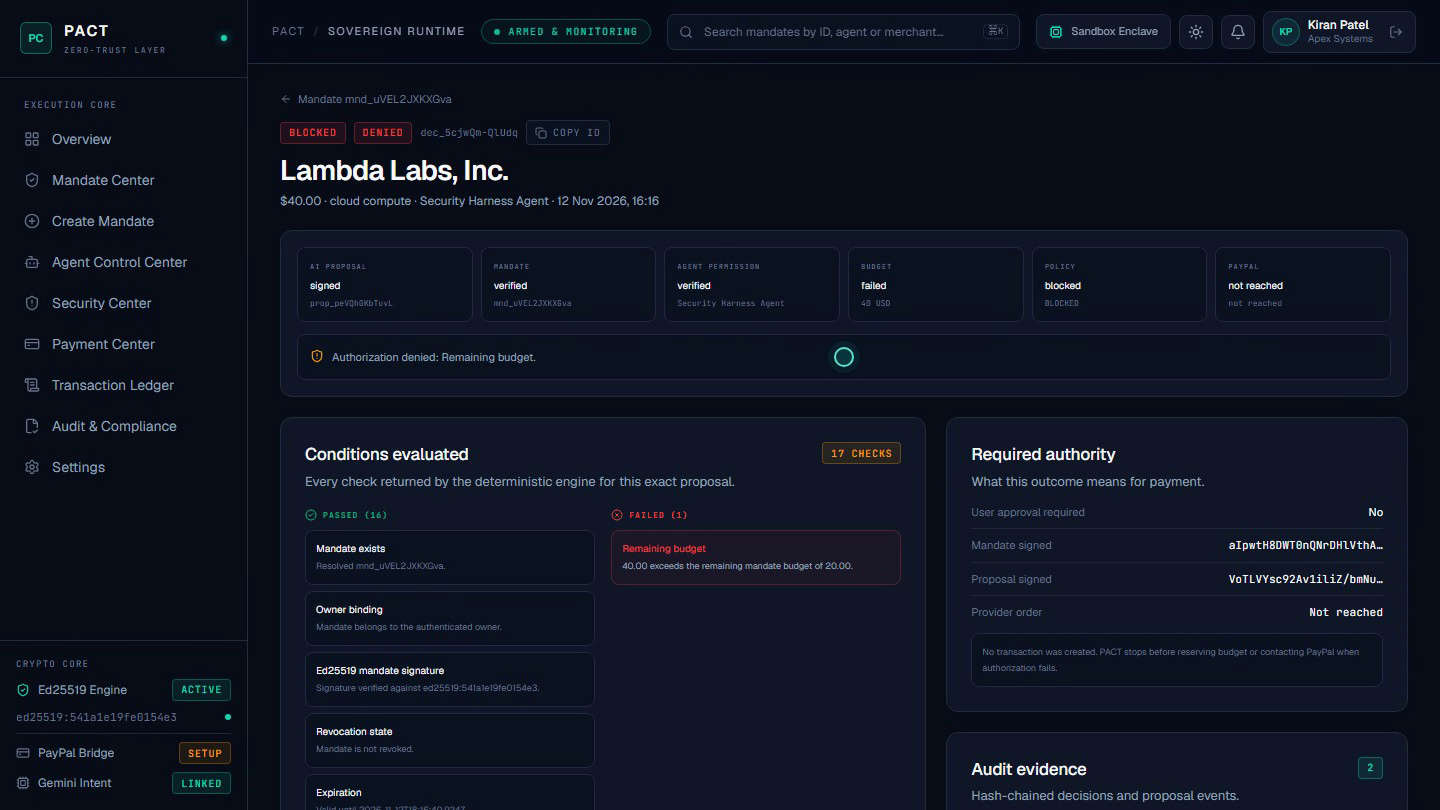 PC
PACT
ZERO-TRUST LAYER
EXECUTION CORE
Overview
Mandate Center
Create Mandate
Agent Control Center
Security Center
Payment Center
Transaction Ledger
Audit & Compliance
Settings
CRYPTO CORE
Ed25519 Engine ACTIVE
ed25519:541a1e19fe0154e3
PayPal Bridge SETUP
Gemini Intent LINKED
PACT / SOVEREIGN RUNTIME
ARMED & MONITORING
Search mandates by ID, agent or merchant... ⌘K
Sandbox Enclave
KP
Kiran Patel
Apex Systems
Mandate mnd_uVEL2JXKXGva
BLOCKED DENIED dec_5cjwQm-QlUdq COPY ID
Lambda Labs, Inc.
$40.00 · cloud compute · Security Harness Agent · 12 Nov 2026, 16:16
AI PROPOSAL
signed
prop_peVQhGKbTuvL
MANDATE
verified
mnd_uVEL2JXKXGva
AGENT PERMISSION
verified
Security Harness Agent
BUDGET
failed
40 USD
POLICY
blocked
BLOCKED
PAYPAL
not reached
not reached
Authorization denied: Remaining budget.
Conditions evaluated 17 CHECKS
Every check returned by the deterministic engine for this exact proposal.
PASSED (16)
Mandate exists
Resolved mnd_uVEL2JXKXGva.
Owner binding
Mandate belongs to the authenticated owner.
Ed25519 mandate signature
Signature verified against ed25519:541a1e19fe0154e3.
Revocation state
Mandate is not revoked.
Expiration
FAILED (1)
Remaining budget
40.00 exceeds the remaining mandate budget of 20.00.
Required authority
What this outcome means for payment.
User approval required No
Mandate signed aIpwtH8DWT0nQNrDHlVthA…
Proposal signed VoTLVYsc92Av1iliZ/bmNu…
Provider order Not reached
No transaction was created. PACT stops before reserving budget or contacting PayPal when
authorization fails.
Audit evidence 2
Hash-chained decisions and proposal events.